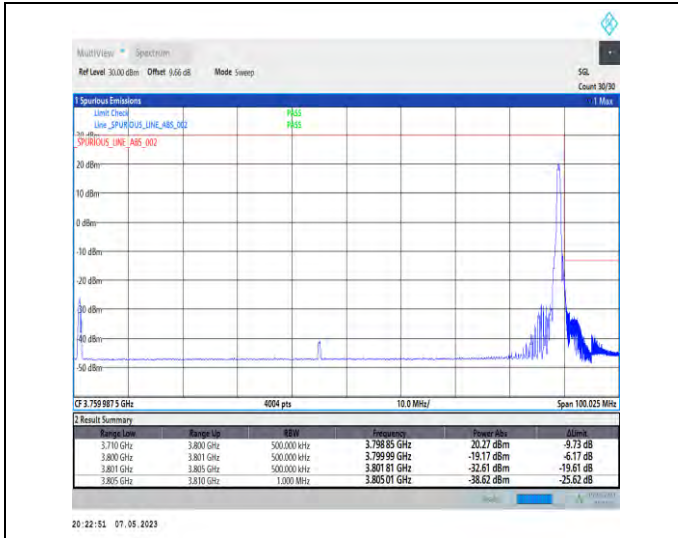 MultiView Spectrum
Ref Level 30.00 dBm Offset 9.66 dB Mode Sweep SGL
Count 30/30
1 Spurious Emissions 1 Max
Limit Check PASS
Line _SPURIOUS_LINE_ABS_002 PASS
_SPURIOUS_LINE_ABS_002
20 dBm
10 dBm
0 dBm
-10 dBm
-20 dBm
-30 dBm
-40 dBm
-50 dBm
CF 3.759 987 5 GHz 4004 pts 10.0 MHz/ Span 100.025 MHz
2 Result Summary
Range Low Range Up RBW Frequency Power Abs ΔLimit
3.710 GHz 3.800 GHz 500.000 kHz 3.798 85 GHz 20.27 dBm -9.73 dB
3.800 GHz 3.801 GHz 500.000 kHz 3.799 99 GHz -19.17 dBm -6.17 dB
3.801 GHz 3.805 GHz 500.000 kHz 3.801 81 GHz -32.61 dBm -19.61 dB
3.805 GHz 3.810 GHz 1.000 MHz 3.805 01 GHz -38.62 dBm -25.62 dB
20:22:51 07.05.2023